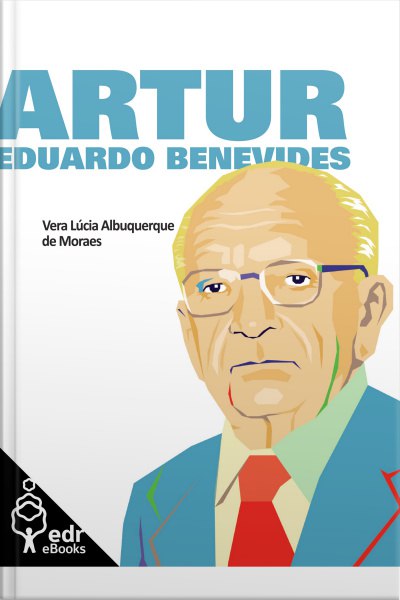 ARTUR
EDUARDO BENEVIDES
Vera Lúcia Albuquerque
de Moraes
edr
eBooks